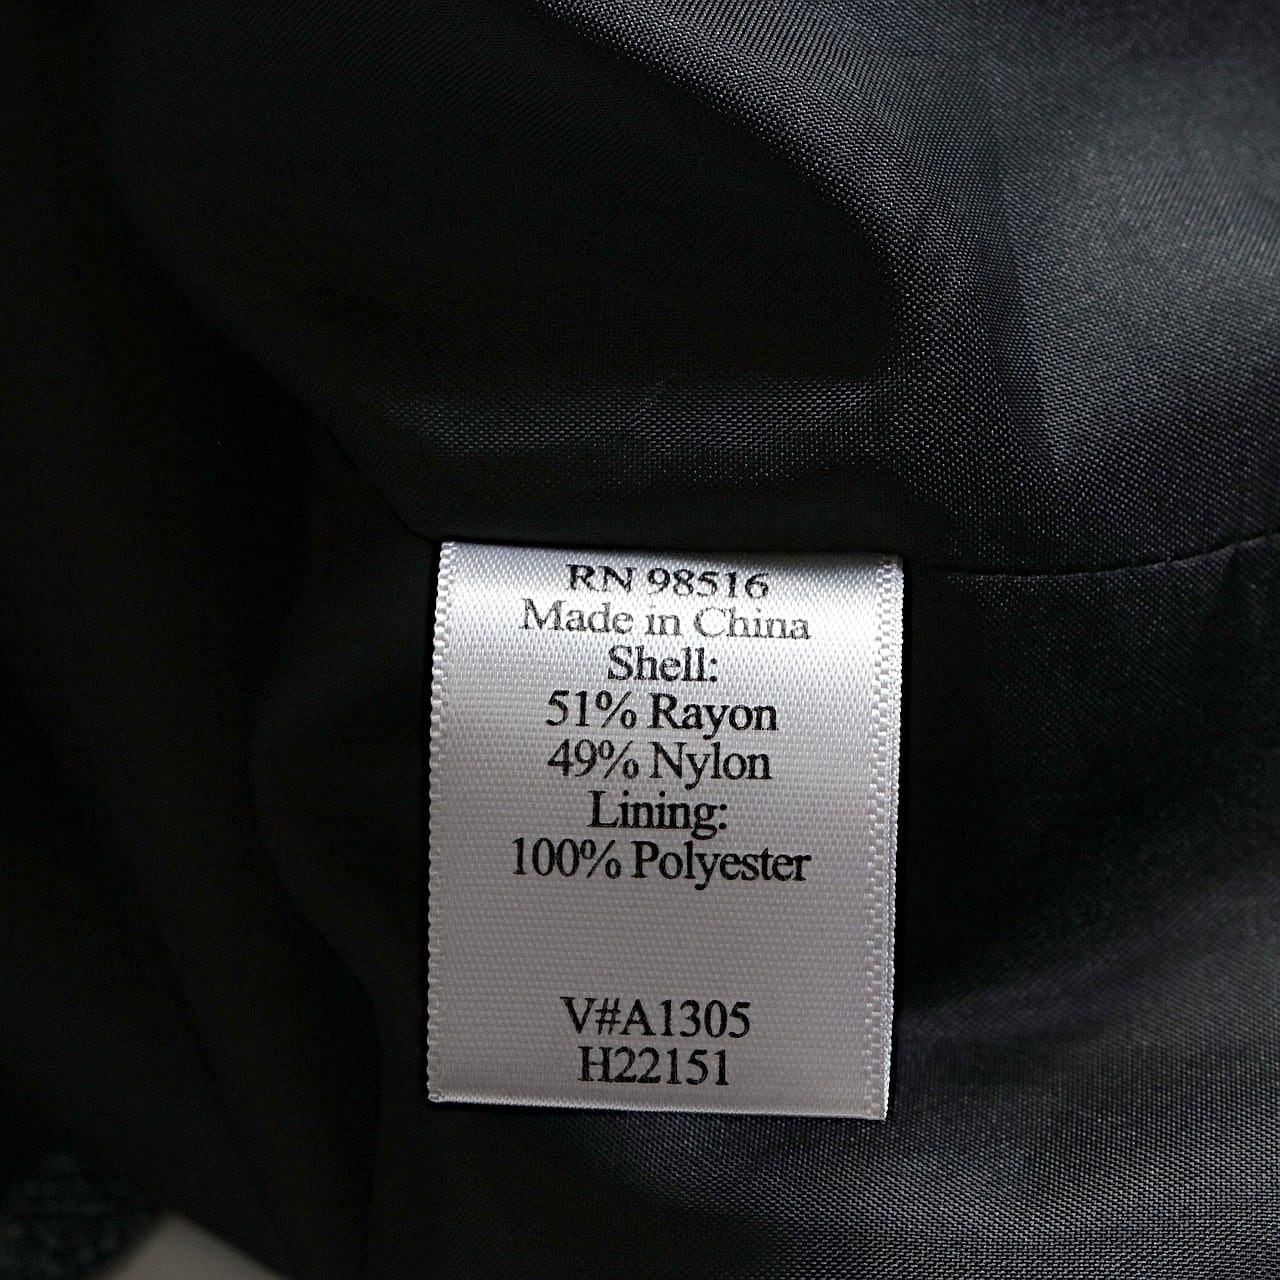 RN 98516
Made in China
Shell:
51% Rayon
49% Nylon
Lining:
100% Polyester
V#A1305
H22151